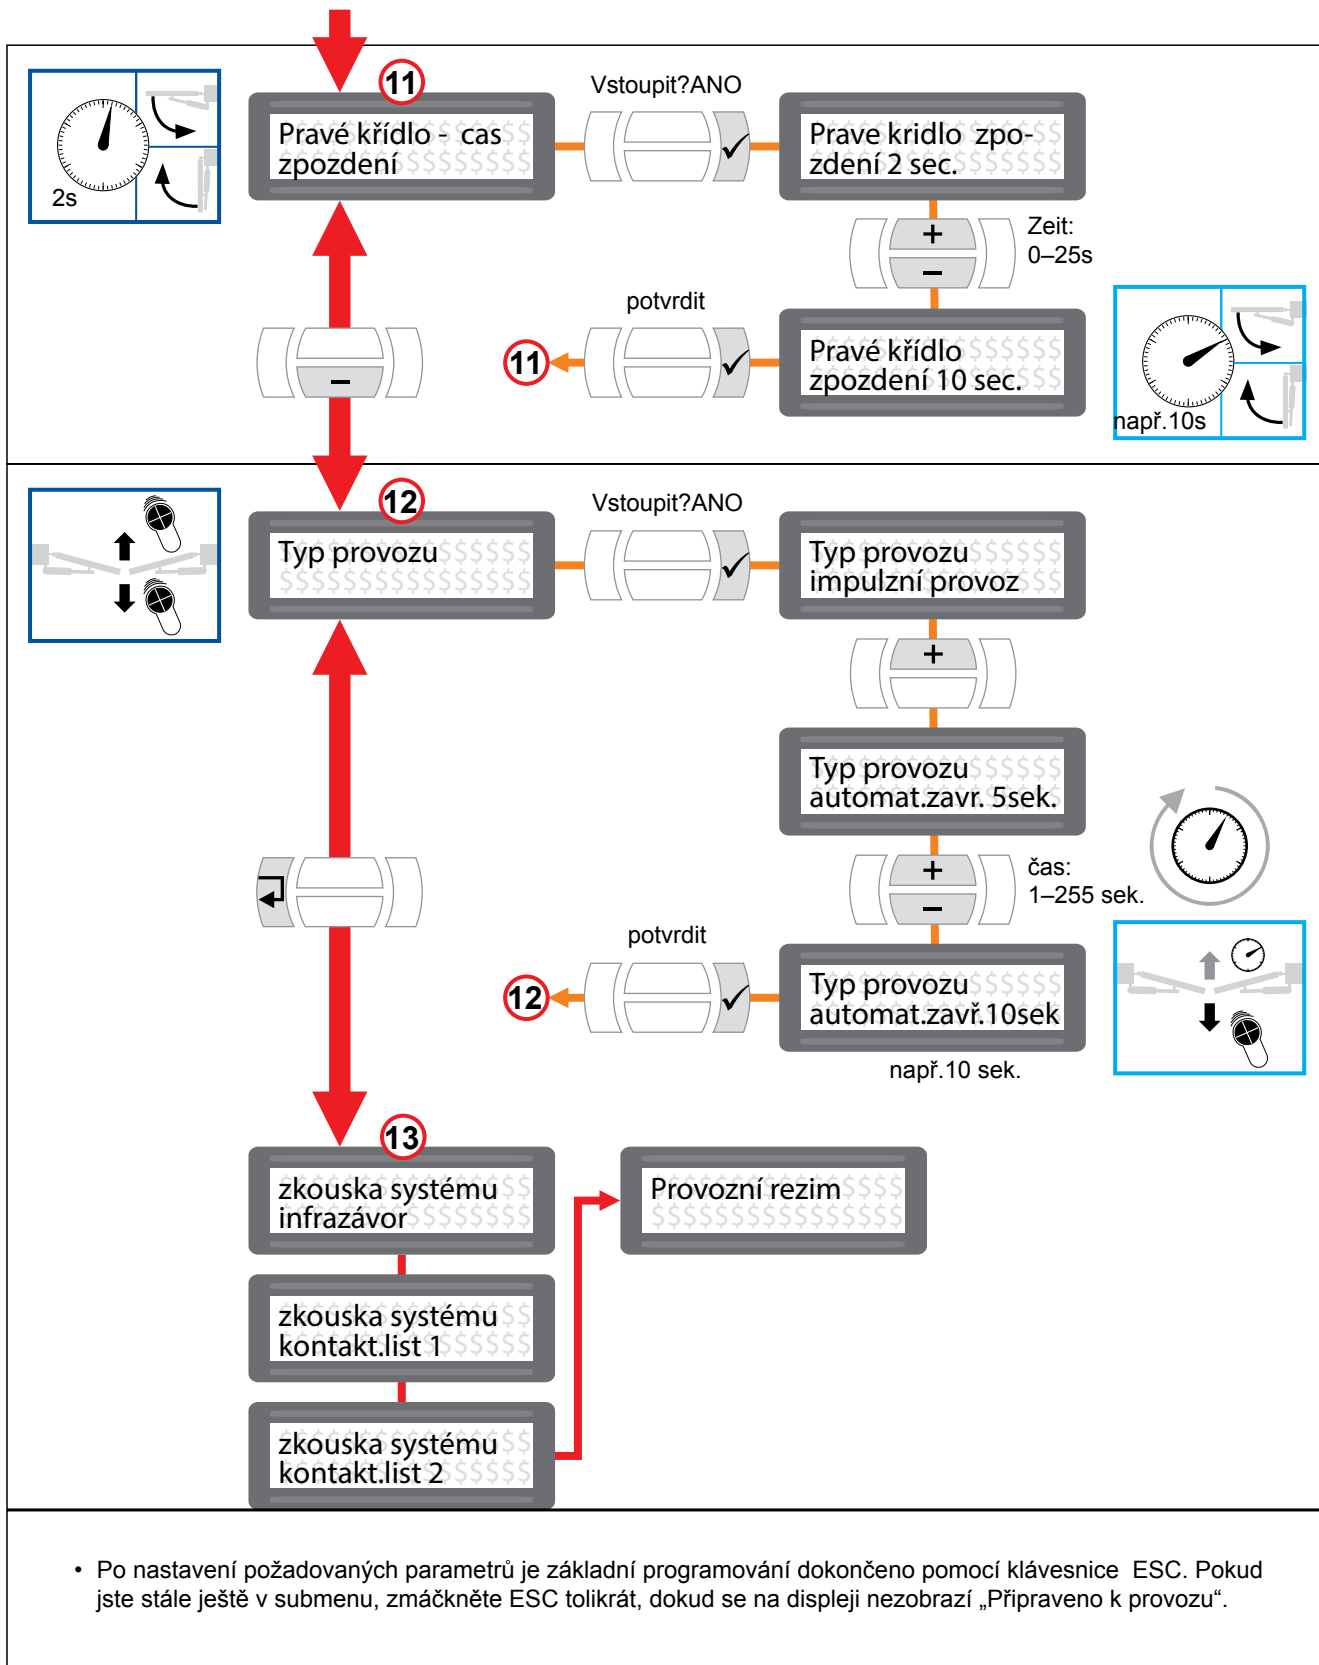 11
Vstoupit?ANO
Pravé křídlo - cas
zpozdení
Prave kridlo zpo-
zdení 2 sec.
2s
+
−
Zeit:
0–25s
potvrdit
11
−
Pravé křídlo
zpozdení 10 sec.
např.10s
12
Vstoupit?ANO
Typ provozu
Typ provozu
impulzní provoz
+
Typ provozu
automat.zavr. 5sek.
+
−
čas:
1–255 sek.
potvrdit
12
Typ provozu
automat.zavř.10sek
např.10 sek.
13
zkouska systému
infrazávor
Provozní rezim
zkouska systému
kontakt.list 1
zkouska systému
kontakt.list 2
• Po nastavení požadovaných parametrů je základní programování dokončeno pomocí klávesnice ESC. Pokud
jste stále ještě v submenu, zmáčkněte ESC tolikrát, dokud se na displeji nezobrazí „Připraveno k provozu“.